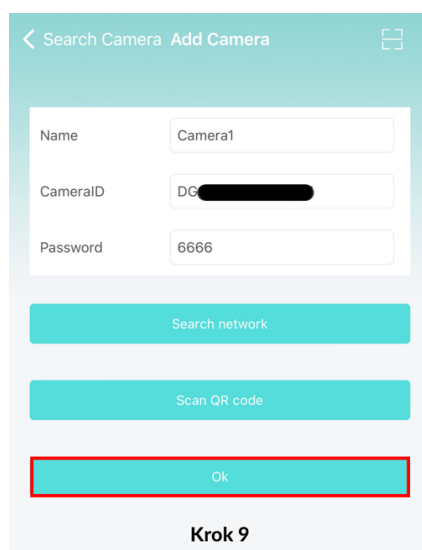 Search Camera Add Camera
Name Camera1
CameraID DG
Password 6666
Search network
Scan QR code
Ok
Krok 9